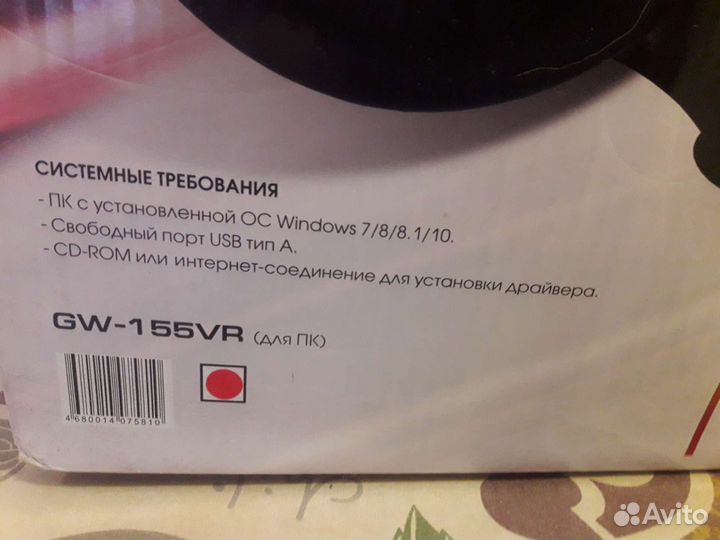 СИСТЕМНЫЕ ТРЕБОВАНИЯ
- ПК с установленной ОС Windows 7/8/8.1/10.
- Свободный порт USB тип А.
- CD-ROM или интернет-соединение для установки драйвера.
GW-155VR (для ПК)
4 680014 075810
Avito